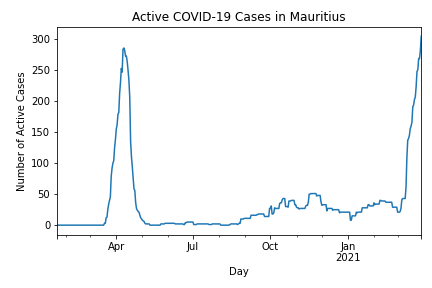 Active COVID-19 Cases in Mauritius
300
250
200
150
100
50
0
Number of Active Cases
Apr
Jul
Oct
Jan
2021
Day